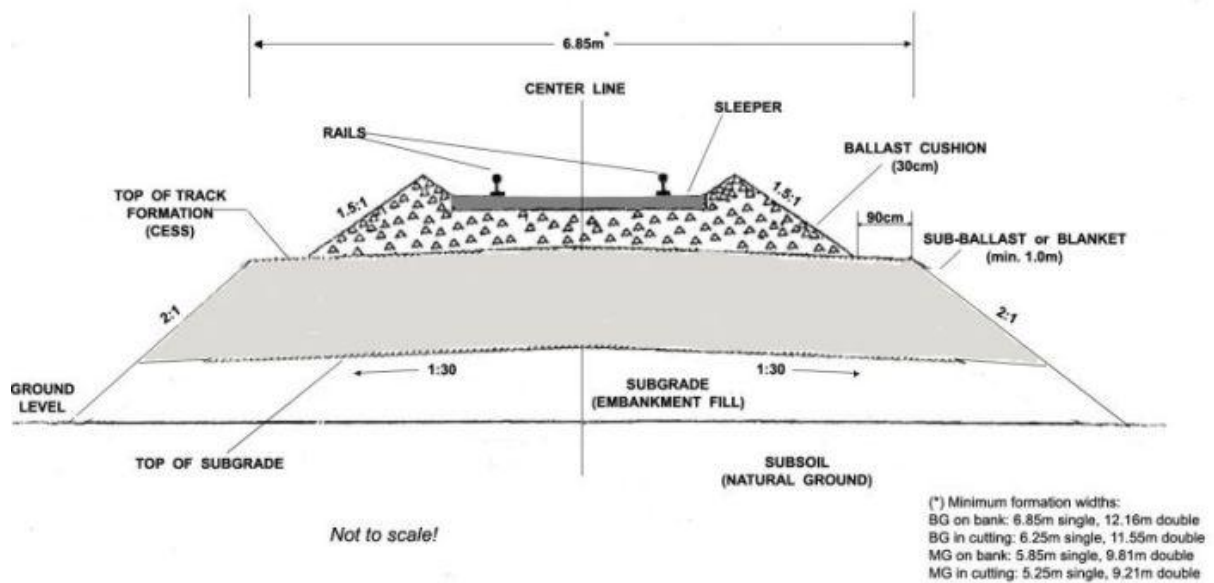 6.85m*
CENTER LINE
SLEEPER
RAILS
BALLAST CUSHION
(30cm)
1.5:1
1.5:1
TOP OF TRACK
FORMATION
(CESS)
90cm
SUB-BALLAST or BLANKET
(min. 1.0m)
2:1
2:1
1:30
1:30
GROUND
LEVEL
SUBGRADE
(EMBANKMENT FILL)
TOP OF SUBGRADE
SUBSOIL
(NATURAL GROUND)
Not to scale!
(*) Minimum formation widths:
BG on bank: 6.85m single, 12.16m double
BG in cutting: 6.25m single, 11.55m double
MG on bank: 5.85m single, 9.81m double
MG in cutting: 5.25m single, 9.21m double